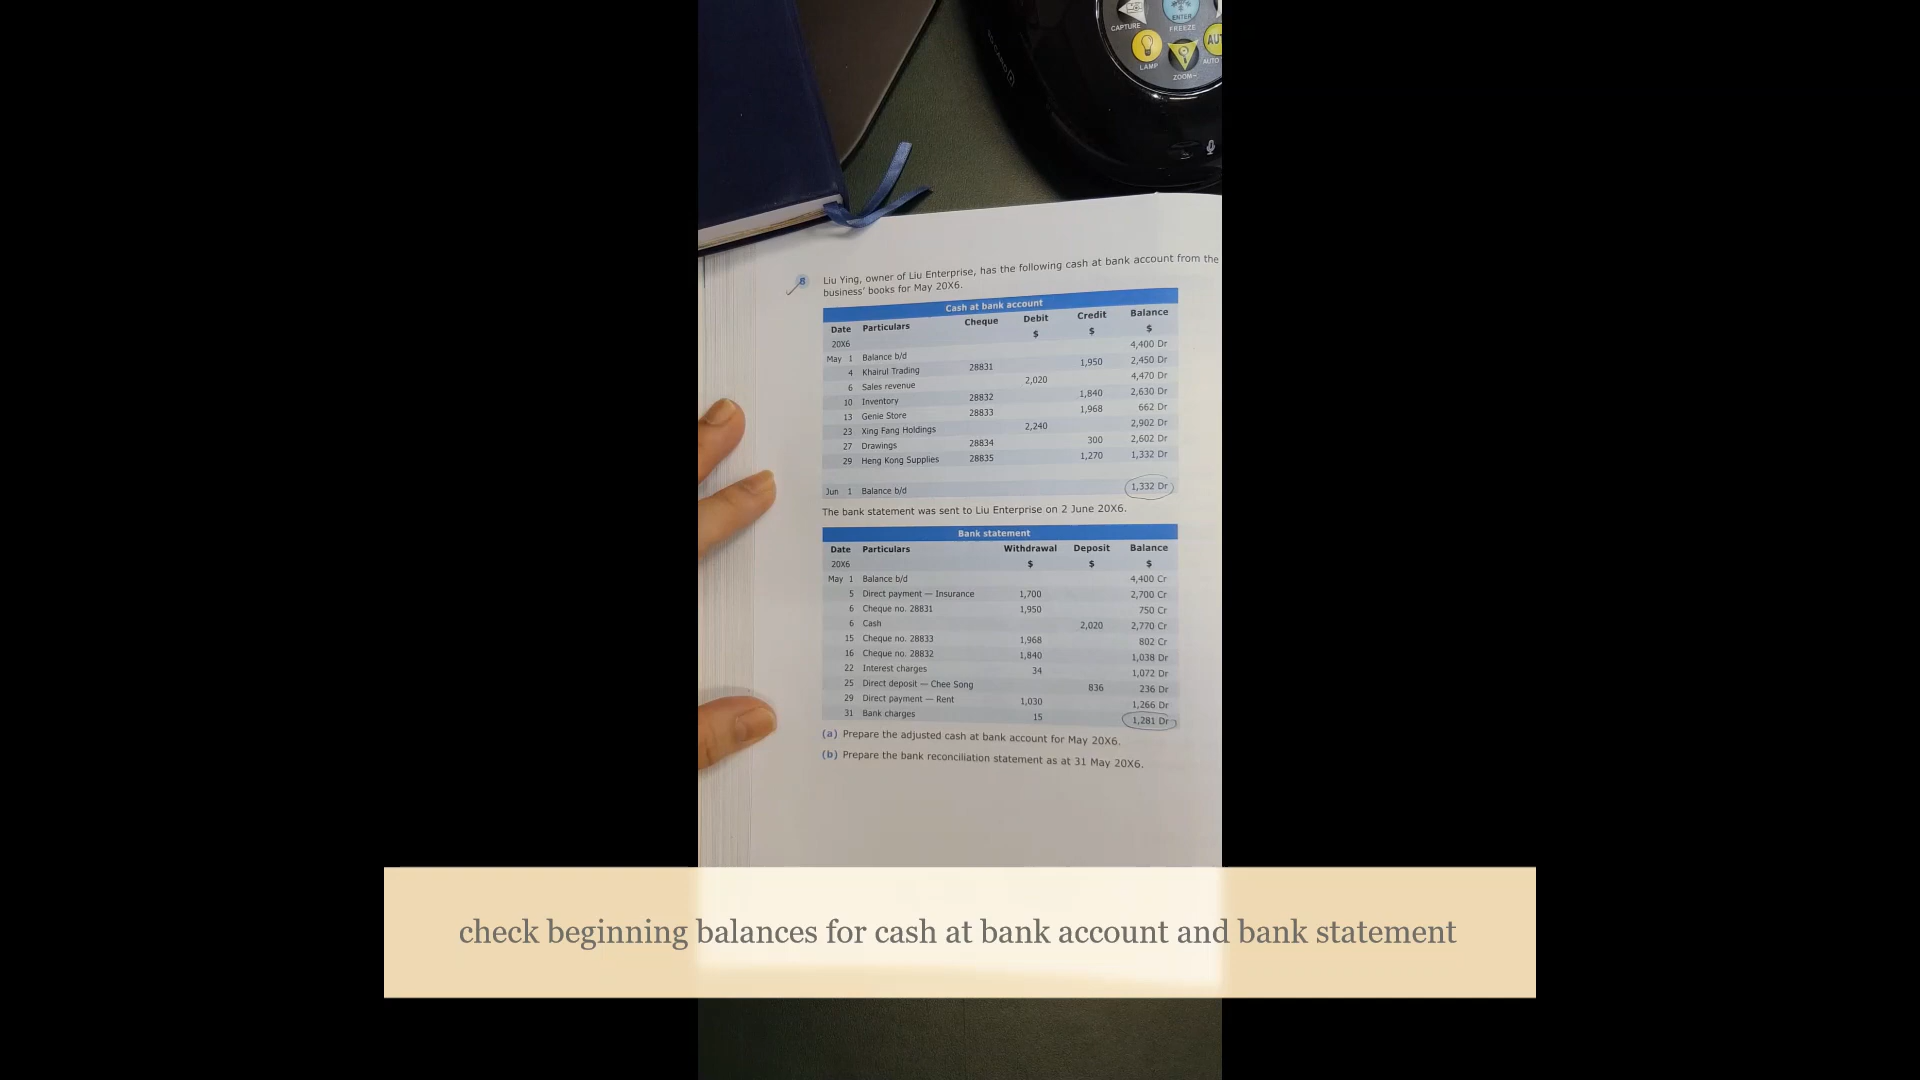 CAPTURE
ENTER
FREEZE
LAMP
ZOOM-
AUTO
8 Liu Ying, owner of Liu Enterprise, has the following cash at bank account from the
business' books for May 20X6.
Cash at bank account
Date Particulars Cheque Debit Credit Balance
20X6 $ $ $
May 1 Balance b/d 4,400 Dr
4 Khairul Trading 28831 1,950 2,450 Dr
6 Sales revenue 2,020 4,470 Dr
10 Inventory 28832 1,840 2,630 Dr
13 Genie Store 28833 1,968 662 Dr
23 Xing Fang Holdings 2,240 2,902 Dr
27 Drawings 28834 300 2,602 Dr
29 Heng Kong Supplies 28835 1,270 1,332 Dr
Jun 1 Balance b/d 1,332 Dr
The bank statement was sent to Liu Enterprise on 2 June 20X6.
Bank statement
Date Particulars Withdrawal Deposit Balance
20X6 $ $ $
May 1 Balance b/d 4,400 Cr
5 Direct payment — Insurance 1,700 2,700 Cr
6 Cheque no. 28831 1,950 750 Cr
6 Cash 2,020 2,770 Cr
15 Cheque no. 28833 1,968 802 Cr
16 Cheque no. 28832 1,840 1,038 Dr
22 Interest charges 34 1,072 Dr
25 Direct deposit — Chee Song 836 236 Dr
29 Direct payment — Rent 1,030 1,266 Dr
31 Bank charges 15 1,281 Dr
(a) Prepare the adjusted cash at bank account for May 20X6.
(b) Prepare the bank reconciliation statement as at 31 May 20X6.
check beginning balances for cash at bank account and bank statement